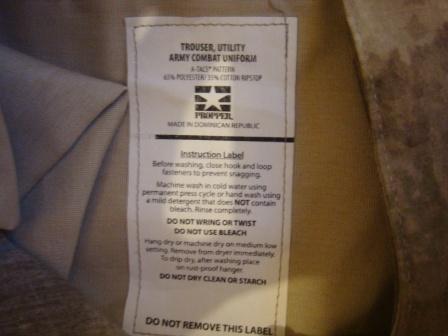 TROUSER, UTILITY
ARMY COMBAT UNIFORM
A-TACS® PATTERN
65% POLYESTER/ 35% COTTON RIPSTOP
PROPPER
MADE IN DOMINICAN REPUBLIC
Instruction Label
Before washing, close hook and loop
fasteners to prevent snagging.
Machine wash in cold water using
permanent press cycle or hand wash using
a mild detergent that does NOT contain
bleach. Rinse completely.
DO NOT WRING OR TWIST
DO NOT USE BLEACH
Hang dry or machine dry on medium low
setting. Remove from dryer immediately.
To drip dry, after washing place
on rust-proof hanger.
DO NOT DRY CLEAN OR STARCH
DO NOT REMOVE THIS LABEL